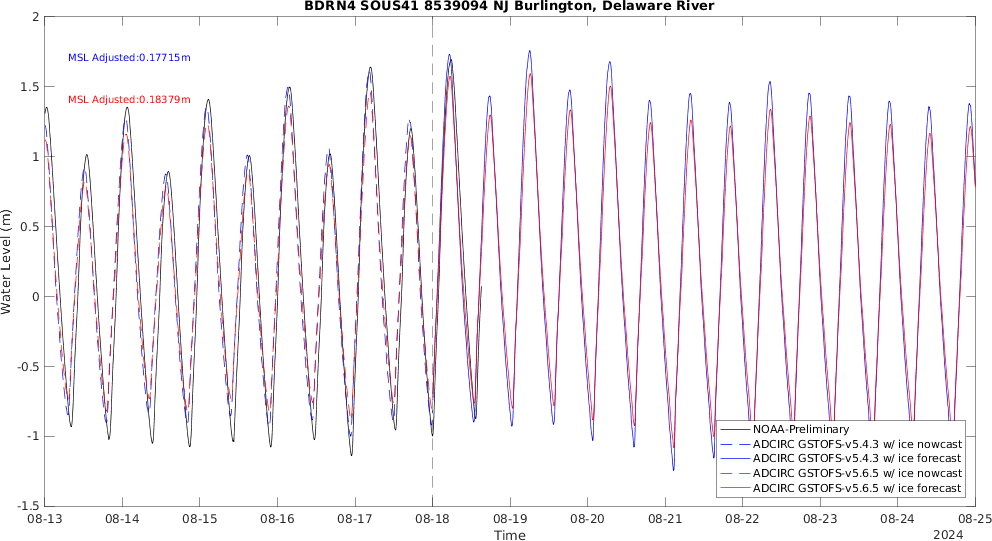 BDRN4 SOUS41 8539094 NJ Burlington, Delaware River
2
1.5
1
0.5
0
-0.5
-1
-1.5
Water Level (m)
MSL Adjusted:0.17715m
MSL Adjusted:0.18379m
NOAA-Preliminary
ADCIRC GSTOFS-v5.4.3 w/ ice nowcast
ADCIRC GSTOFS-v5.4.3 w/ ice forecast
ADCIRC GSTOFS-v5.6.5 w/ ice nowcast
ADCIRC GSTOFS-v5.6.5 w/ ice forecast
08-13 08-14 08-15 08-16 08-17 08-18 08-19 08-20 08-21 08-22 08-23 08-24 08-25
Time
2024